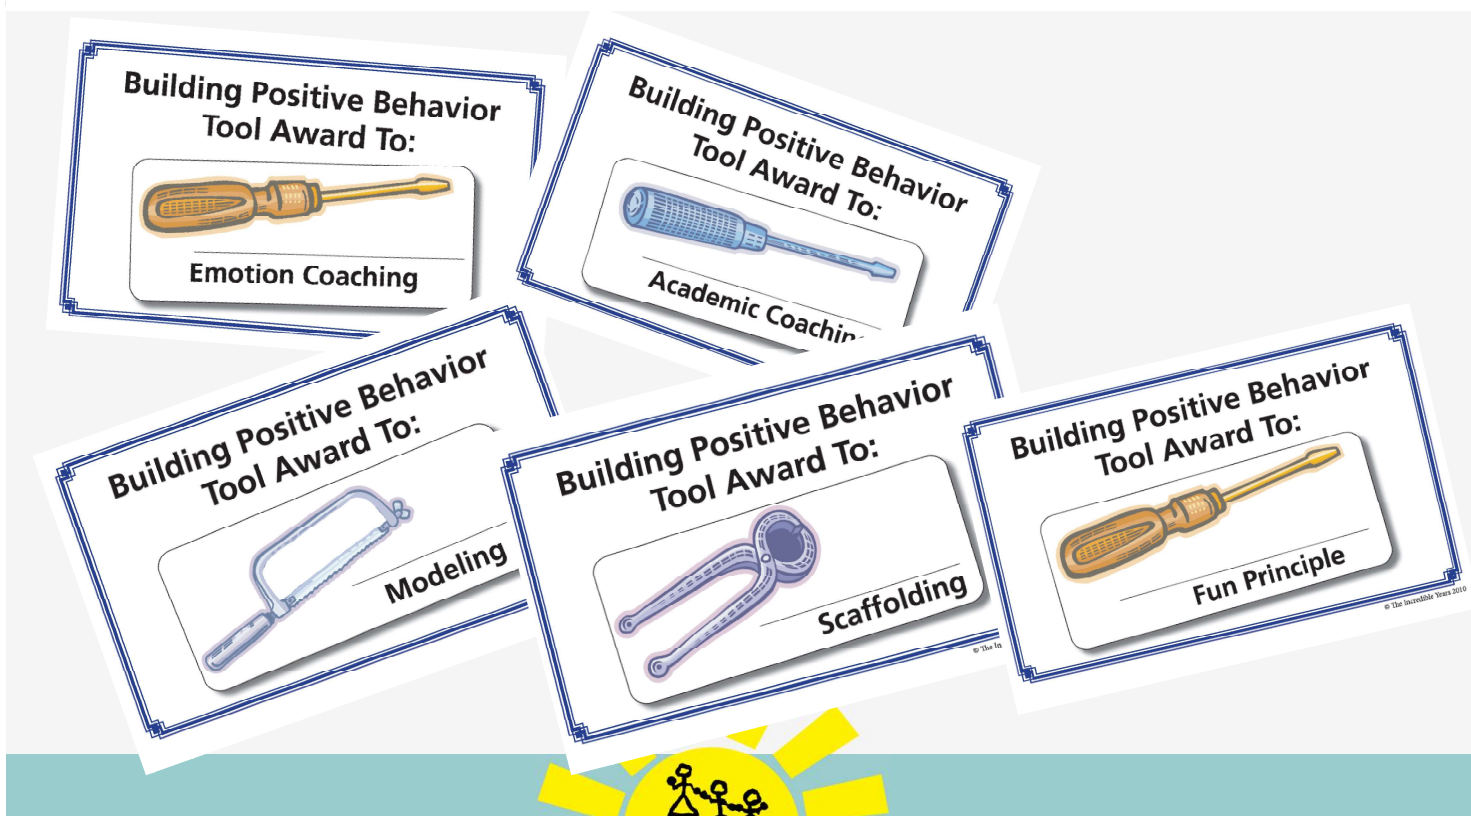 Building Positive Behavior
Tool Award To:
Emotion Coaching
Building Positive Behavior
Tool Award To:
Academic Coachin
Building Positive Behavior
Tool Award To:
Modeling
Building Positive Behavior
Tool Award To:
Scaffolding
© The In
Building Positive Behavior
Tool Award To:
Fun Principle
© The Incredible Years 2010